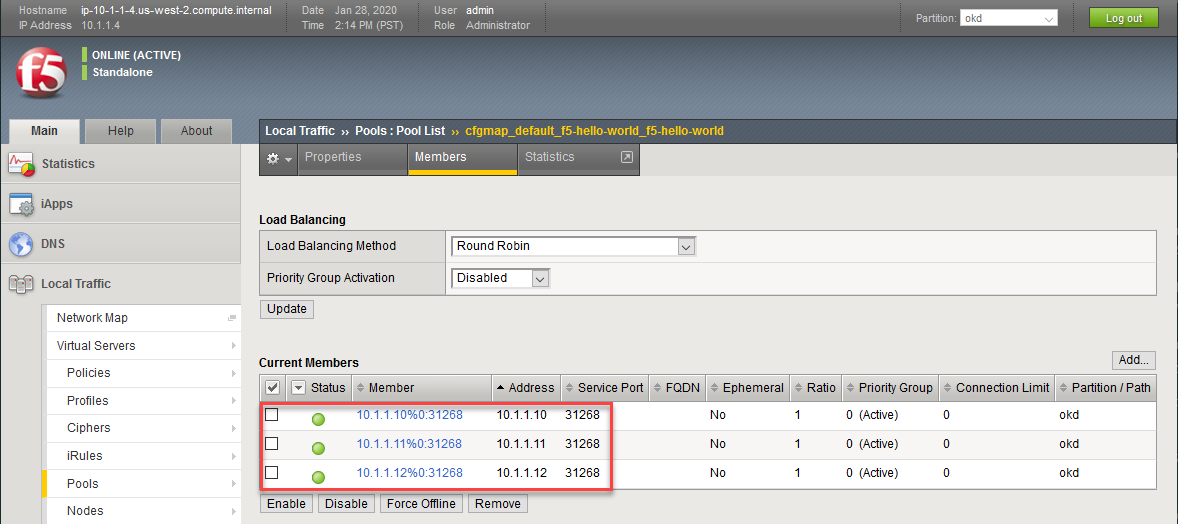 Hostname ip-10-1-1-4.us-west-2.compute.internal Date Jan 28, 2020 User admin Partition: okd Log out
IP Address 10.1.1.4 Time 2:14 PM (PST) Role Administrator
f5
ONLINE (ACTIVE)
Standalone
Main Help About
Local Traffic ›› Pools : Pool List ›› cfgmap_default_f5-hello-world_f5-hello-world
Properties Members Statistics
Statistics
iApps
DNS
Local Traffic
Network Map
Virtual Servers
Policies
Profiles
Ciphers
iRules
Pools
Nodes
Load Balancing
Load Balancing Method Round Robin
Priority Group Activation Disabled
Update
Current Members Add...
Status Member Address Service Port FQDN Ephemeral Ratio Priority Group Connection Limit Partition / Path
10.1.1.10%0:31268 10.1.1.10 31268 No 1 0 (Active) 0 okd
10.1.1.11%0:31268 10.1.1.11 31268 No 1 0 (Active) 0 okd
10.1.1.12%0:31268 10.1.1.12 31268 No 1 0 (Active) 0 okd
Enable Disable Force Offline Remove